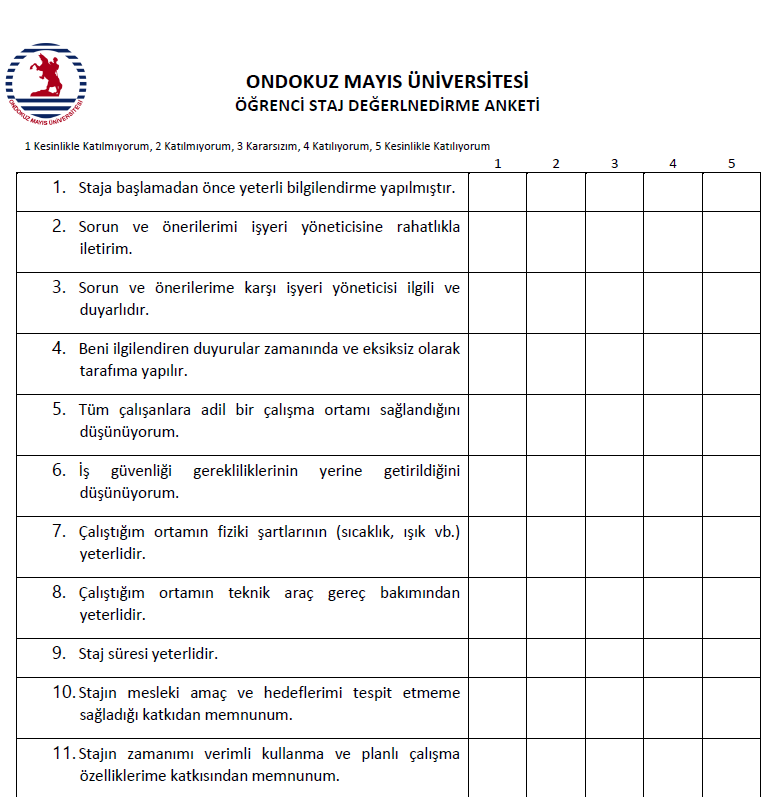 ONDOKUZ MAYIS ÜNİVERSİTESİ
ÖĞRENCİ STAJ DEĞERLNEDİRME ANKETİ
ONDOKUZ MAYIS ÜNİVERSİTESİ
1 Kesinlikle Katılmıyorum, 2 Katılmıyorum, 3 Kararsızım, 4 Katılıyorum, 5 Kesinlikle Katılıyorum
1 2 3 4 5
1. Staja başlamadan önce yeterli bilgilendirme yapılmıştır.
2. Sorun ve önerilerimi işyeri yöneticisine rahatlıkla
iletirim.
3. Sorun ve önerilerime karşı işyeri yöneticisi ilgili ve
duyarlıdır.
4. Beni ilgilendiren duyurular zamanında ve eksiksiz olarak
tarafıma yapılır.
5. Tüm çalışanlara adil bir çalışma ortamı sağlandığını
düşünüyorum.
6. İş güvenliği gerekliliklerinin yerine getirildiğini
düşünüyorum.
7. Çalıştığım ortamın fiziki şartlarının (sıcaklık, ışık vb.)
yeterlidir.
8. Çalıştığım ortamın teknik araç gereç bakımından
yeterlidir.
9. Staj süresi yeterlidir.
10. Stajın mesleki amaç ve hedeflerimi tespit etmeme
sağladığı katkıdan memnunum.
11. Stajın zamanımı verimli kullanma ve planlı çalışma
özelliklerime katkısından memnunum.